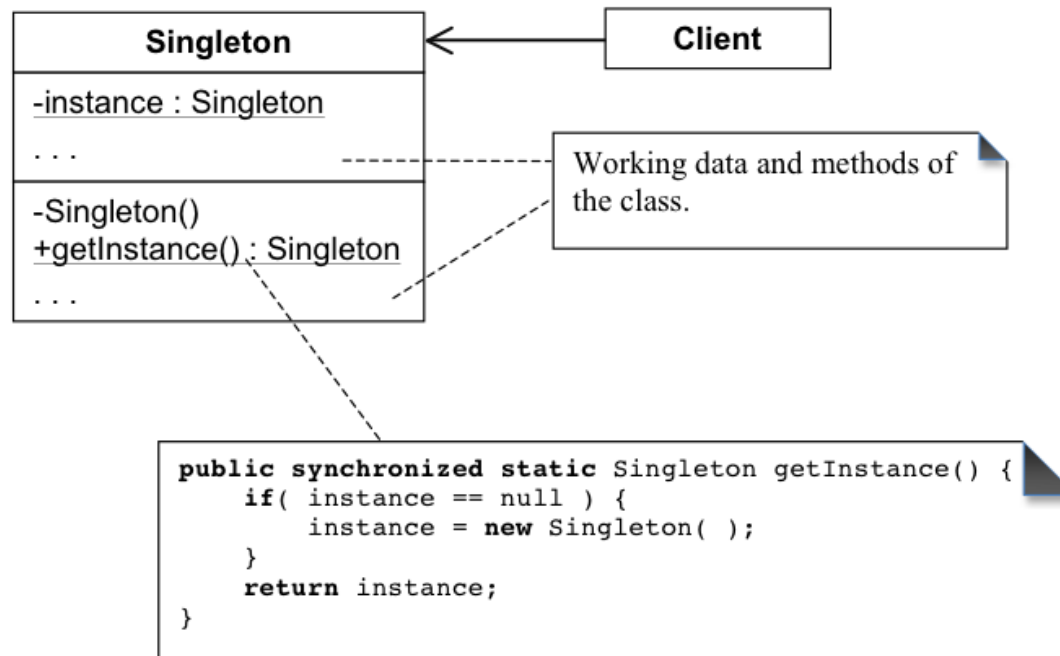 Singleton
Client
-instance : Singleton
. . .
Working data and methods of
the class.
-Singleton()
+getInstance() : Singleton
. . .
public synchronized static Singleton getInstance() {
    if( instance == null ) {
        instance = new Singleton( );
    }
    return instance;
}